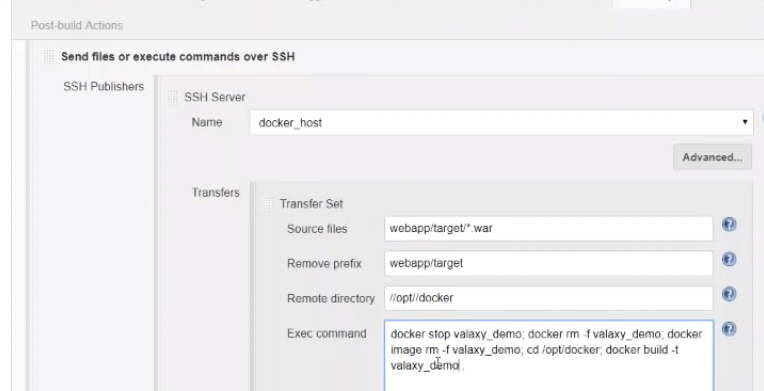 Post-build Actions
Send files or execute commands over SSH
SSH Publishers
SSH Server
Name
docker_host
Advanced...
Transfers
Transfer Set
Source files
webapp/target/*.war
Remove prefix
webapp/target
Remote directory
//opt//docker
Exec command
docker stop valaxy_demo; docker rm -f valaxy_demo; docker
image rm -f valaxy_demo; cd /opt/docker; docker build -t
valaxy_demo .